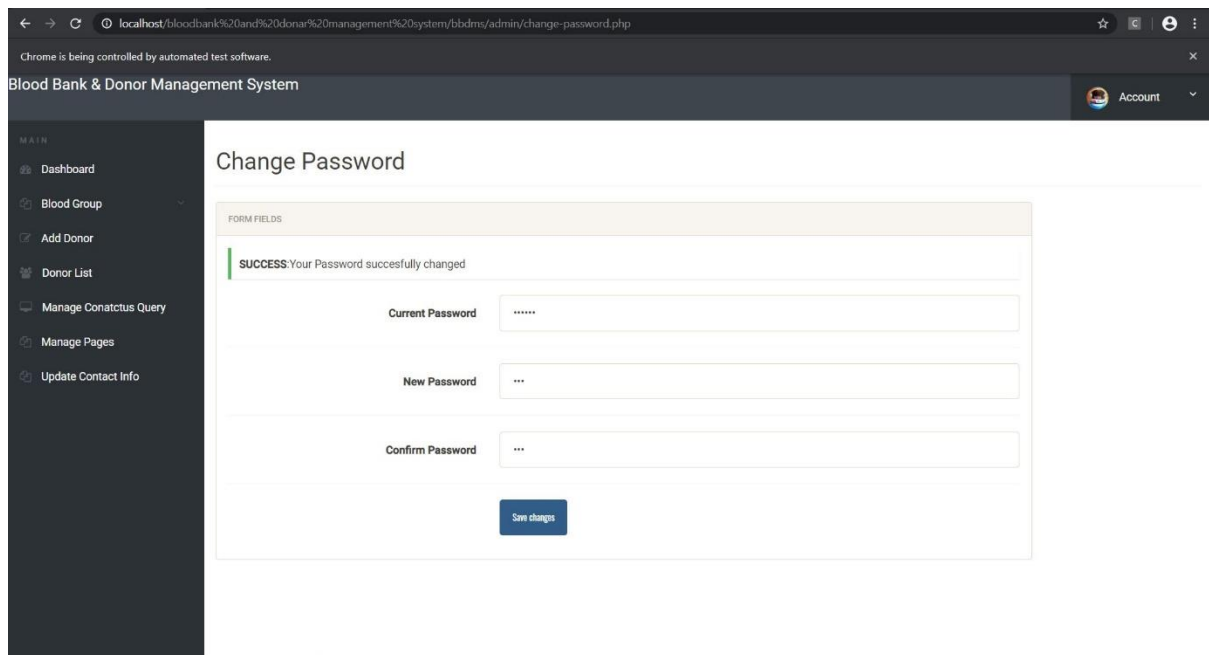 localhost/bloodbank%20and%20donar%20management%20system/bbdms/admin/change-password.php
C
Chrome is being controlled by automated test software.
Blood Bank & Donor Management System
Account
MAIN
Dashboard
Blood Group
Add Donor
Donor List
Manage Conatctus Query
Manage Pages
Update Contact Info
Change Password
FORM FIELDS
SUCCESS:Your Password succesfully changed
Current Password ••••••
New Password •••
Confirm Password •••
Save changes